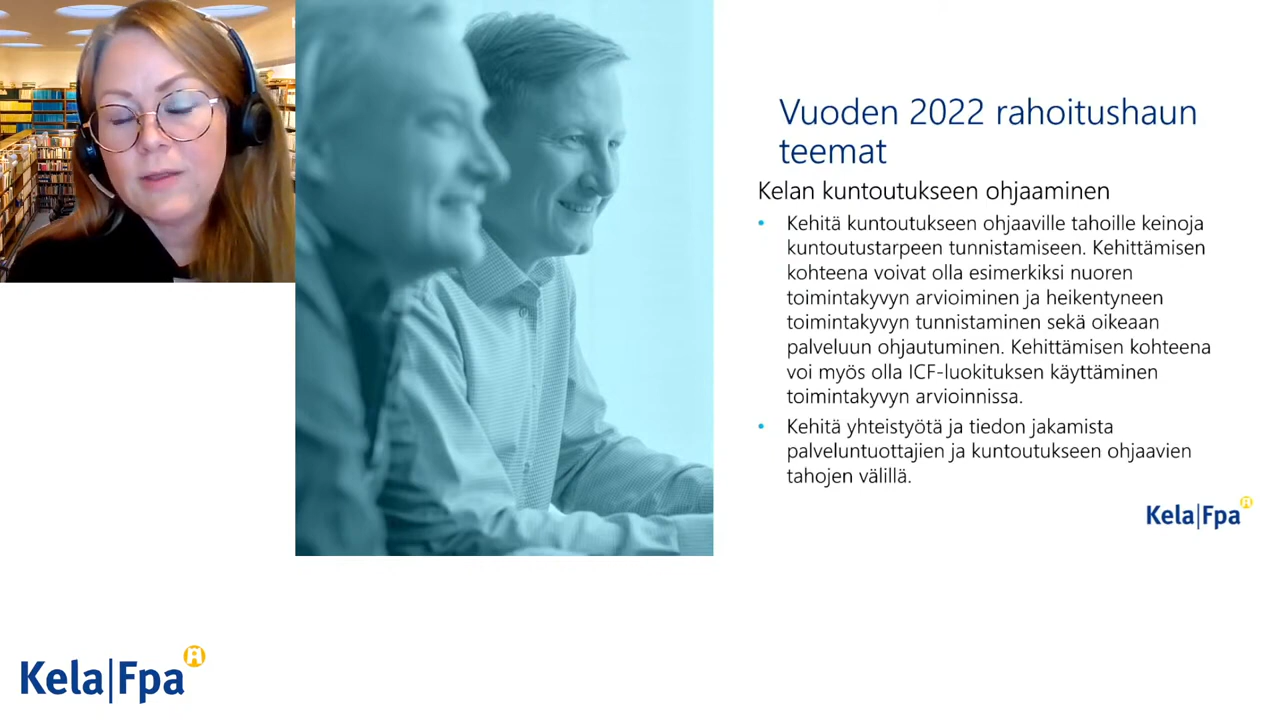 Vuoden 2022 rahoitushaun
teemat
Kelan kuntoutukseen ohjaaminen
• Kehitä kuntoutukseen ohjaaville tahoille keinoja
kuntoutustarpeen tunnistamiseen. Kehittämisen
kohteena voivat olla esimerkiksi nuoren
toimintakyvyn arvioiminen ja heikentyneen
toimintakyvyn tunnistaminen sekä oikeaan
palveluun ohjautuminen. Kehittämisen kohteena
voi myös olla ICF-luokituksen käyttäminen
toimintakyvyn arvioinnissa.
• Kehitä yhteistyötä ja tiedon jakamista
palveluntuottajien ja kuntoutukseen ohjaavien
tahojen välillä.
Kela|Fpa
Kela|Fpa